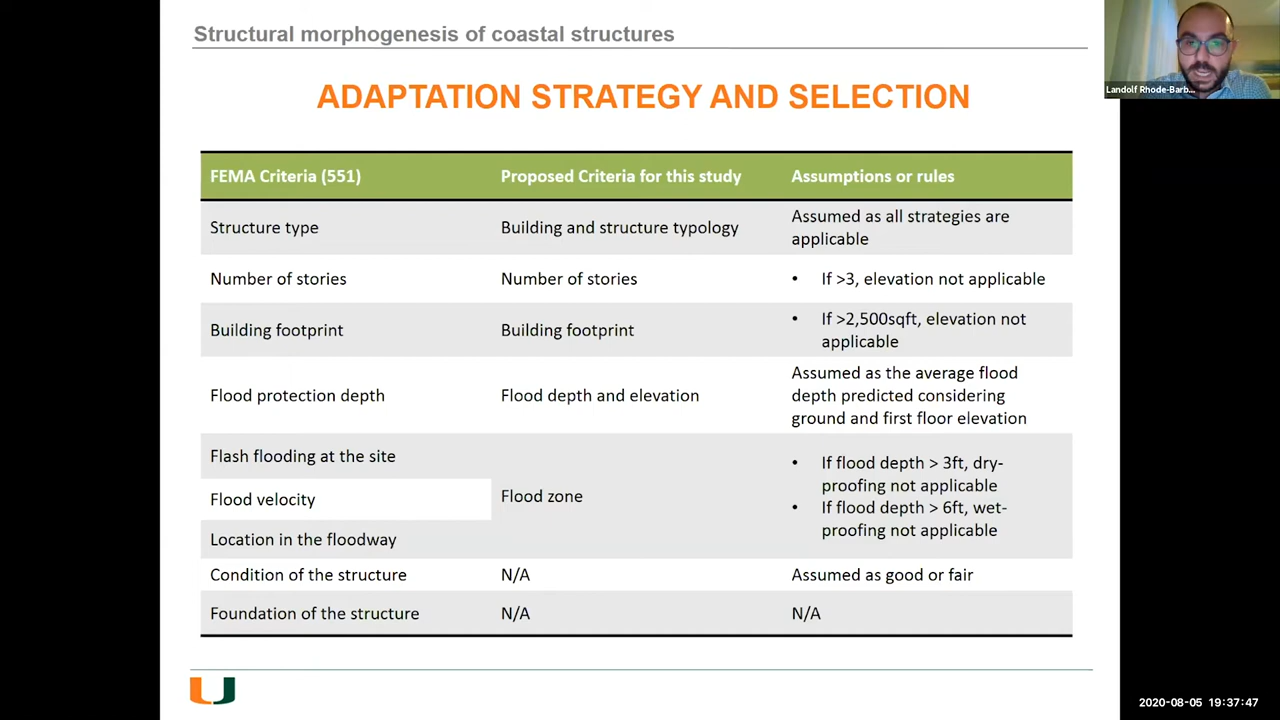 Structural morphogenesis of coastal structures
ADAPTATION STRATEGY AND SELECTION
FEMA Criteria (551)
Proposed Criteria for this study
Assumptions or rules
Structure type
Building and structure typology
Assumed as all strategies are
applicable
Number of stories
Number of stories
• If >3, elevation not applicable
Building footprint
Building footprint
• If >2,500sqft, elevation not
applicable
Flood protection depth
Flood depth and elevation
Assumed as the average flood
depth predicted considering
ground and first floor elevation
Flash flooding at the site
Flood velocity
Location in the floodway
Flood zone
• If flood depth > 3ft, dry-
proofing not applicable
• If flood depth > 6ft, wet-
proofing not applicable
Condition of the structure
N/A
Assumed as good or fair
Foundation of the structure
N/A
N/A
Landolf Rhode-Barb...
2020-08-05 19:37:47